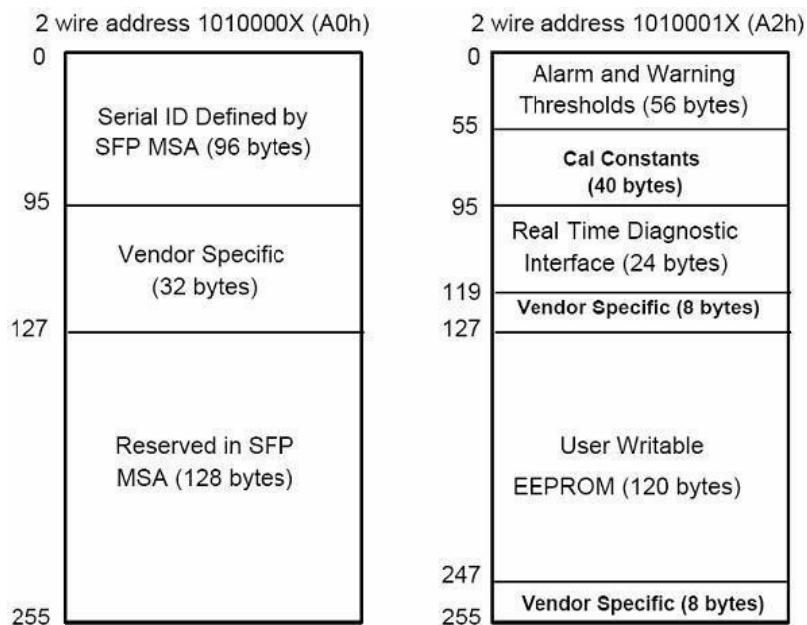 2 wire address 1010000X (A0h)
0
Serial ID Defined by
SFP MSA (96 bytes)
95
Vendor Specific
(32 bytes)
127
Reserved in SFP
MSA (128 bytes)
255
2 wire address 1010001X (A2h)
0
Alarm and Warning
Thresholds (56 bytes)
55
Cal Constants
(40 bytes)
95
Real Time Diagnostic
Interface (24 bytes)
119
Vendor Specific (8 bytes)
127
User Writable
EEPROM (120 bytes)
247
Vendor Specific (8 bytes)
255